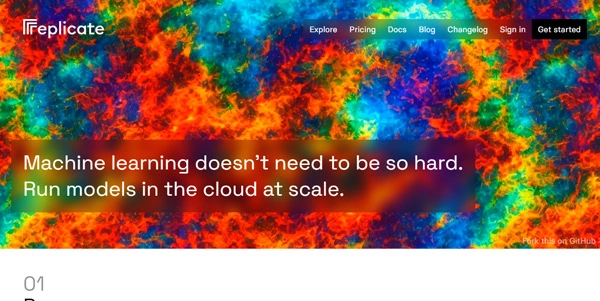 replicate
Explore Pricing Docs Blog Changelog Sign in Get started
Machine learning doesn't need to be so hard.
Run models in the cloud at scale.
Fork this on GitHub
01